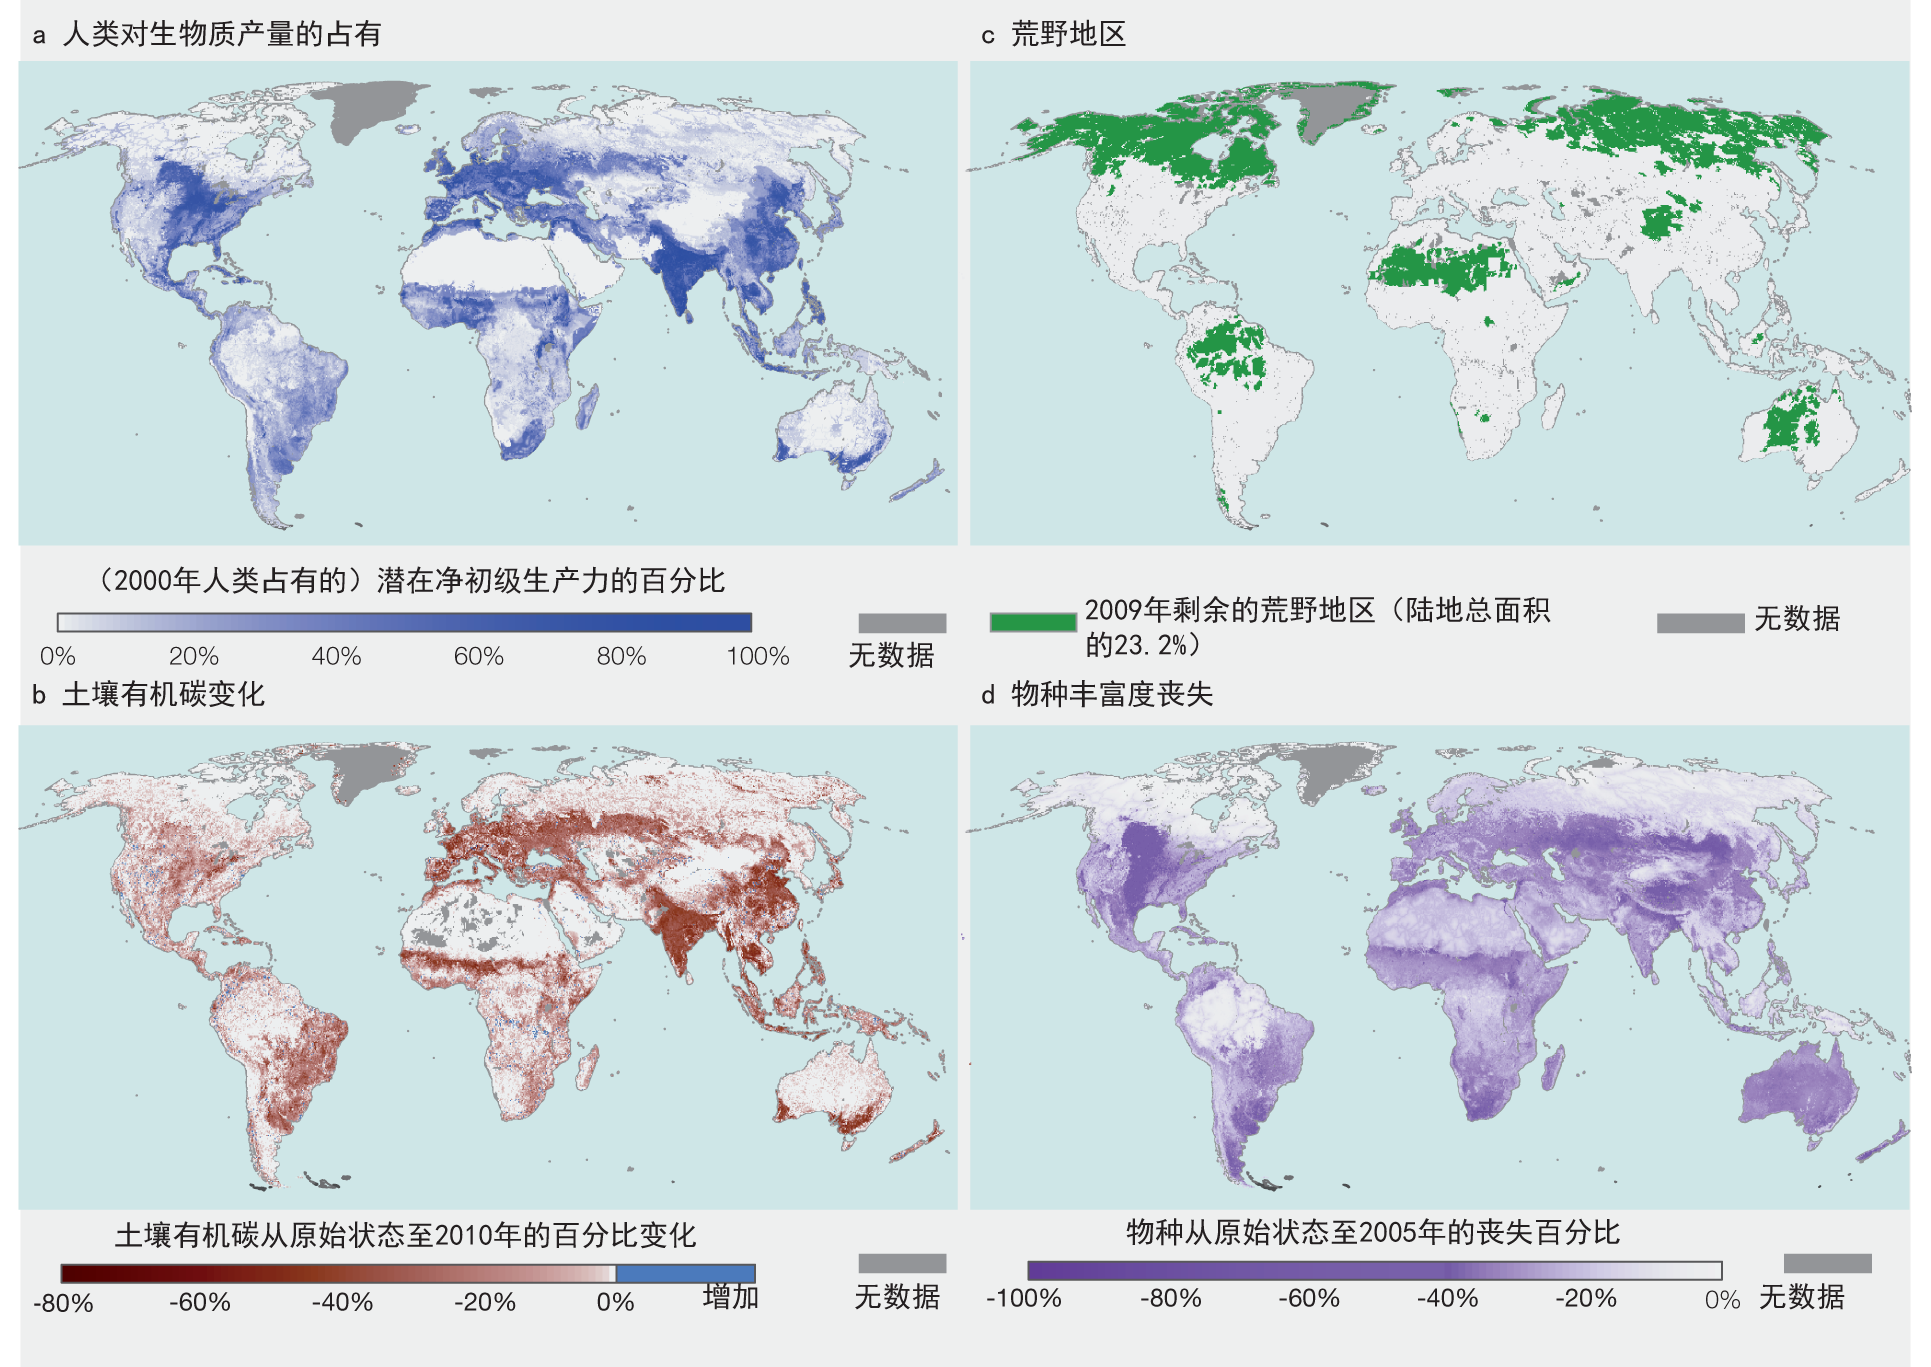 a 人类对生物质产量的占有
（2000年人类占有的）潜在净初级生产力的百分比
0% 20% 40% 60% 80% 100%
无数据
c 荒野地区
2009年剩余的荒野地区（陆地总面积
的23.2%）
无数据
b 土壤有机碳变化
土壤有机碳从原始状态至2010年的百分比变化
-80% -60% -40% -20% 0% 增加
无数据
d 物种丰富度丧失
物种从原始状态至2005年的丧失百分比
-100% -80% -60% -40% -20% 0%
无数据